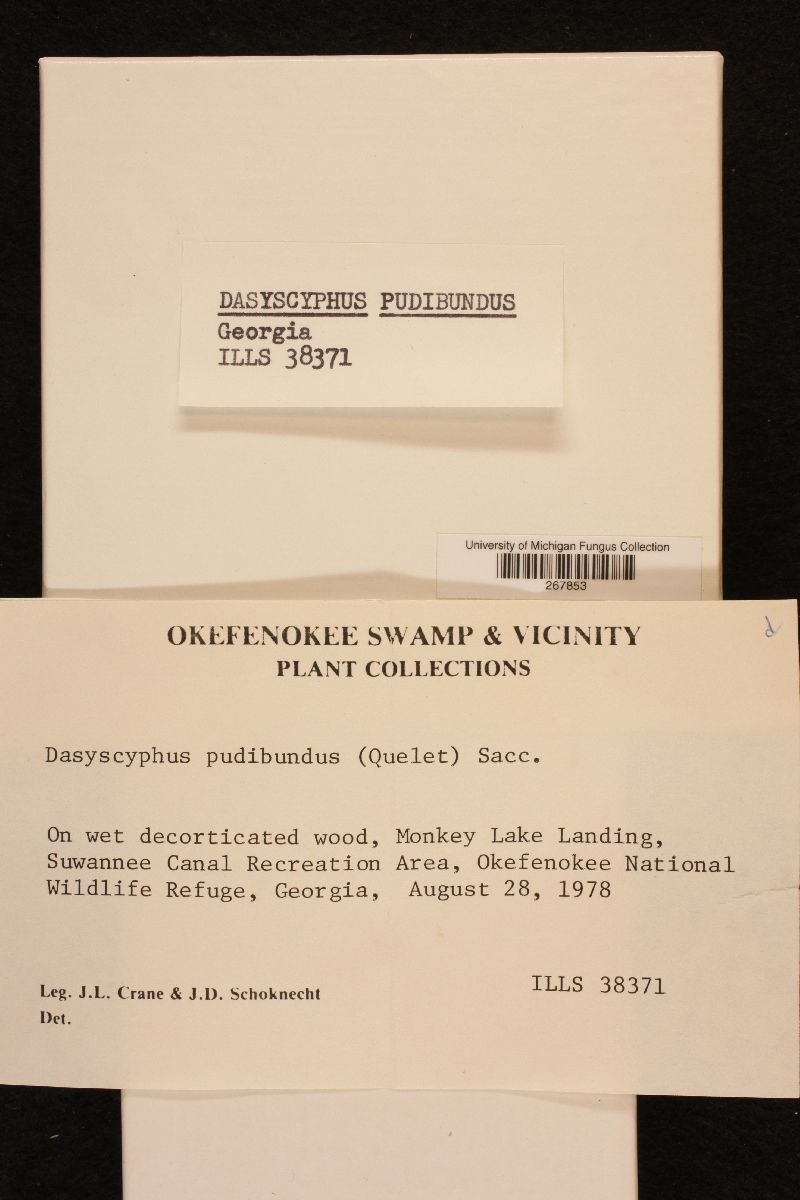 DASYSCYPHUS PUDIBUNDUS
Georgia
ILLS 38371
University of Michigan Fungus Collection
267853
OKEFENOKEE SWAMP & VICINITY
PLANT COLLECTIONS
d
Dasyscyphus pudibundus (Quelet) Sacc.
On wet decorticated wood, Monkey Lake Landing,
Suwannee Canal Recreation Area, Okefenokee National
Wildlife Refuge, Georgia, August 28, 1978
Leg. J.L. Crane & J.D. Schoknecht
ILLS 38371
Det.